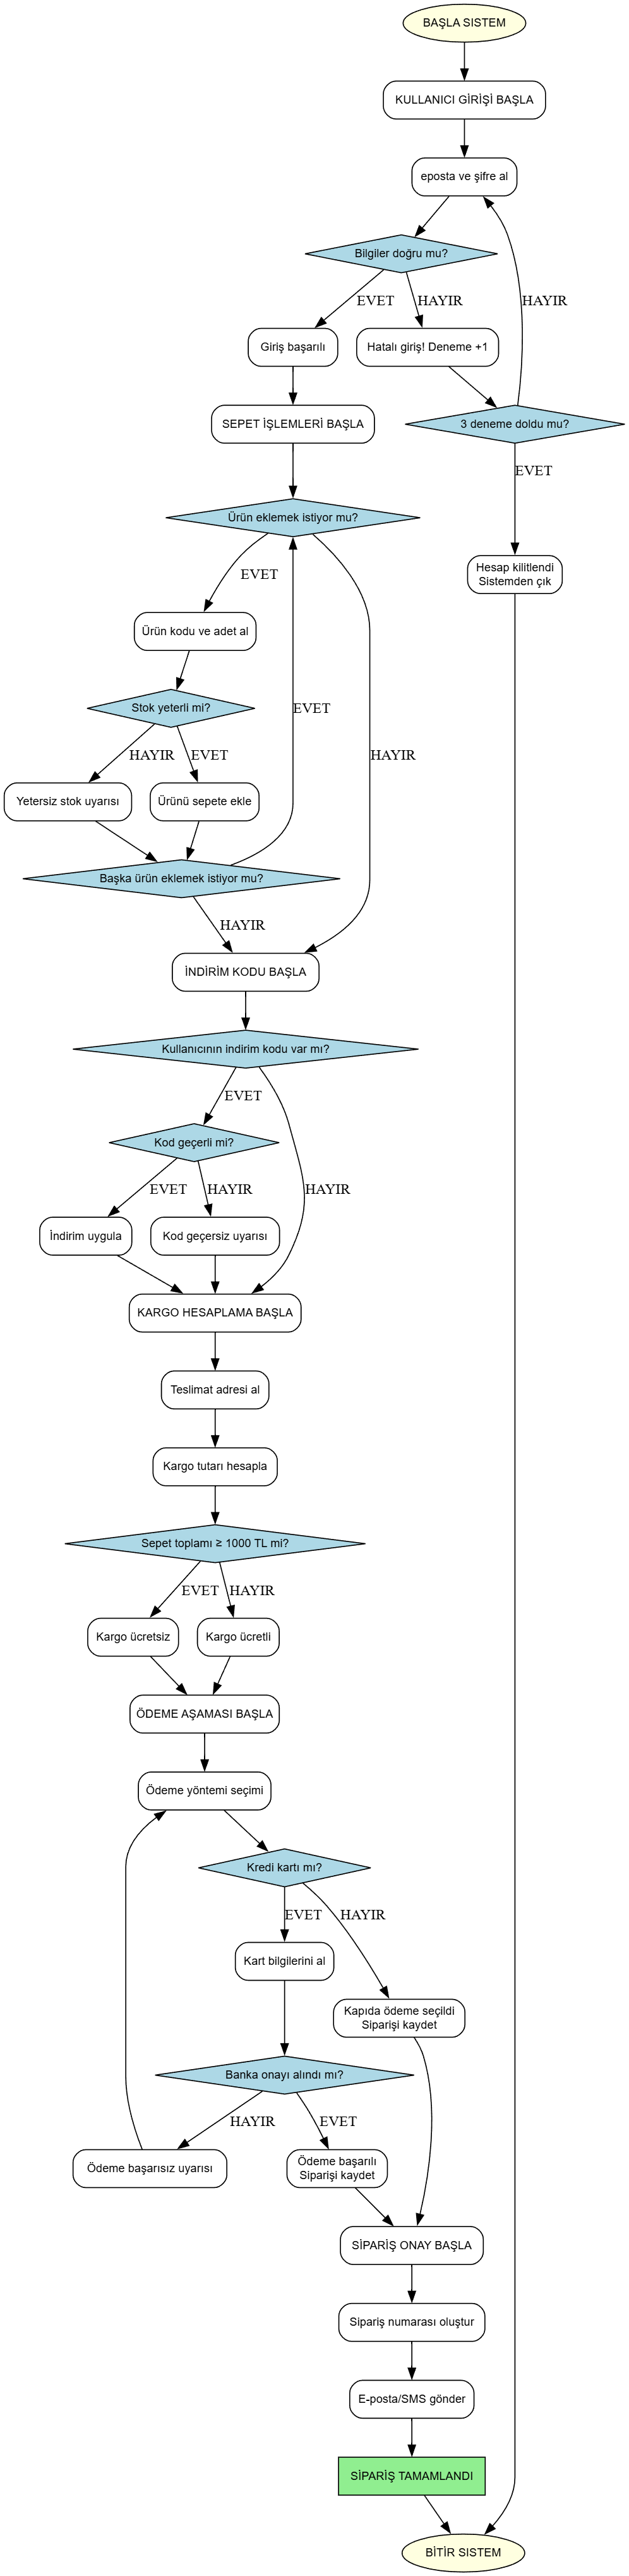 BAŞLA SISTEM
KULLANICI GİRİŞİ BAŞLA
eposta ve şifre al
Bilgiler doğru mu?
EVET
HAYIR
HAYIR
Giriş başarılı
Hatalı giriş! Deneme +1
SEPET İŞLEMLERİ BAŞLA
3 deneme doldu mu?
EVET
Ürün eklemek istiyor mu?
EVET
Hesap kilitlendi
Sistemden çık
Ürün kodu ve adet al
Stok yeterli mi?
EVET
HAYIR
EVET
HAYIR
Yetersiz stok uyarısı
Ürünü sepete ekle
Başka ürün eklemek istiyor mu?
HAYIR
İNDİRİM KODU BAŞLA
Kullanıcının indirim kodu var mı?
EVET
Kod geçerli mi?
EVET
HAYIR
HAYIR
İndirim uygula
Kod geçersiz uyarısı
KARGO HESAPLAMA BAŞLA
Teslimat adresi al
Kargo tutarı hesapla
Sepet toplamı ≥ 1000 TL mi?
EVET
HAYIR
Kargo ücretsiz
Kargo ücretli
ÖDEME AŞAMASI BAŞLA
Ödeme yöntemi seçimi
Kredi kartı mı?
EVET
HAYIR
Kart bilgilerini al
Kapıda ödeme seçildi
Siparişi kaydet
Banka onayı alındı mı?
HAYIR
EVET
Ödeme başarısız uyarısı
Ödeme başarılı
Siparişi kaydet
SİPARİŞ ONAY BAŞLA
Sipariş numarası oluştur
E-posta/SMS gönder
SİPARİŞ TAMAMLANDI
BİTİR SISTEM